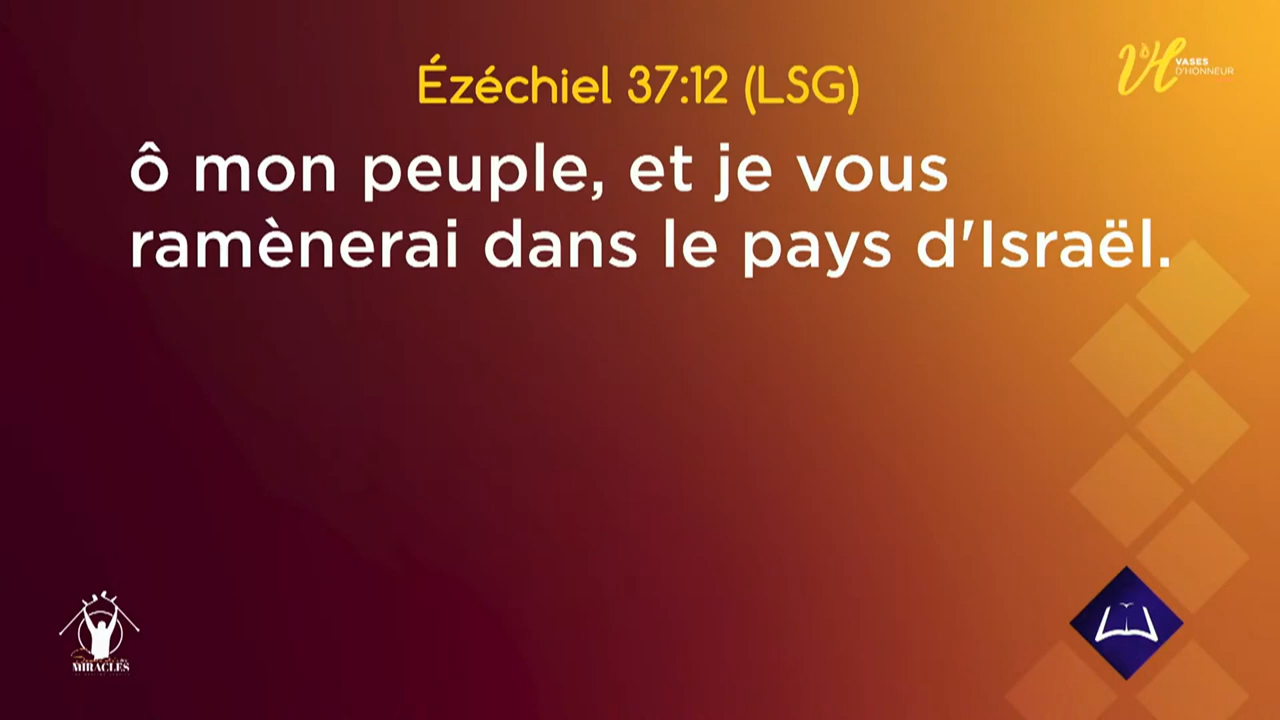 Ézéchiel 37:12 (LSG)
VASES
D'HONNEUR
ô mon peuple, et je vous
ramènerai dans le pays d'Israël.
MIRACLES